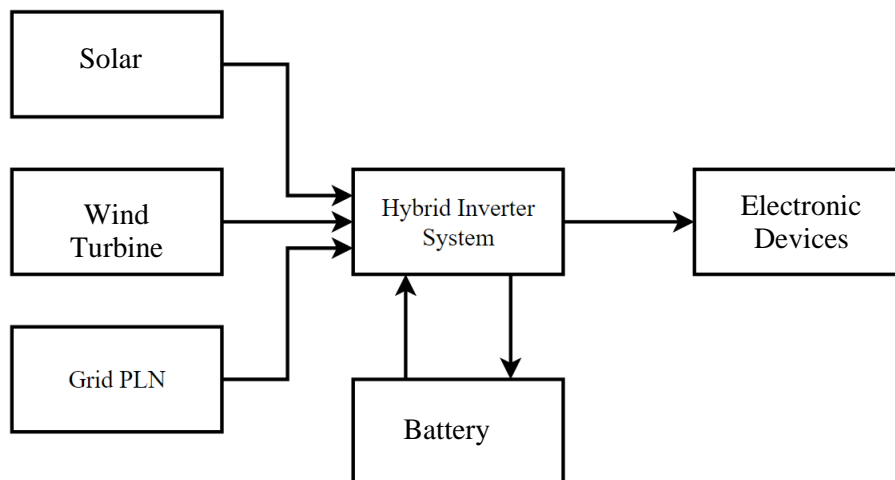 Solar
Wind
Turbine
Grid PLN
Hybrid Inverter
System
Battery
Electronic
Devices